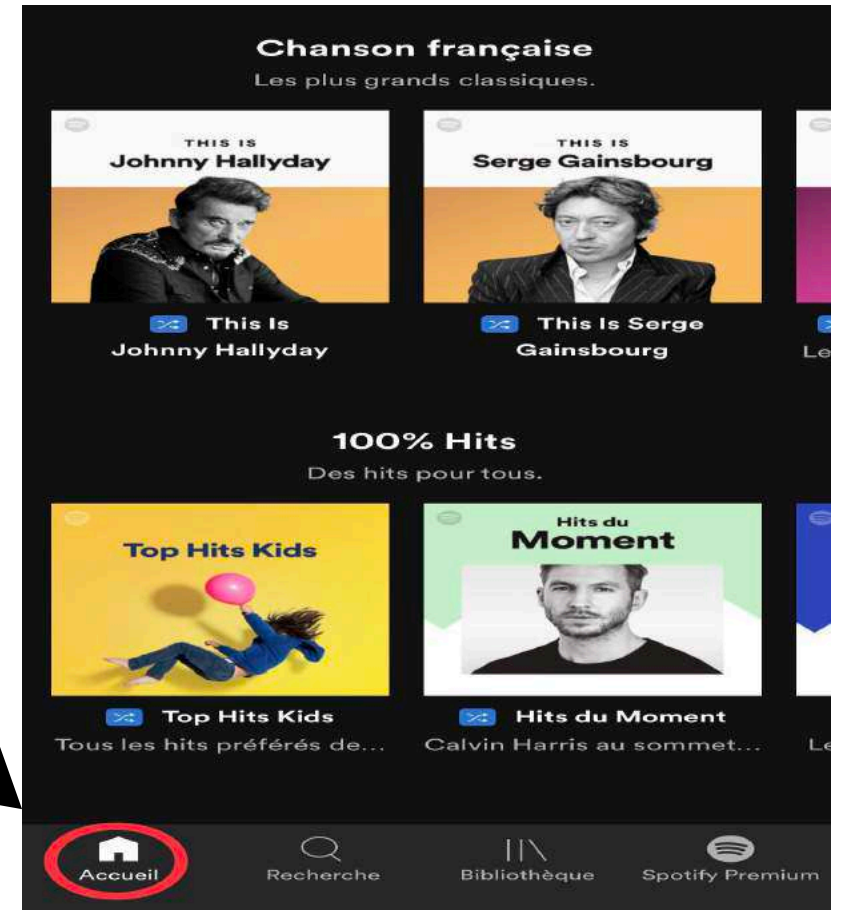 Chanson française
Les plus grands classiques.
THIS IS
Johnny Hallyday
THIS IS
Serge Gainsbourg
This Is
Johnny Hallyday
This Is Serge
Gainsbourg
Le
100% Hits
Des hits pour tous.
Top Hits Kids
Hits du
Moment
Top Hits Kids
Tous les hits préférés de...
Hits du Moment
Calvin Harris au sommet...
Le
Accueil
Recherche
Bibliothèque
Spotify Premium